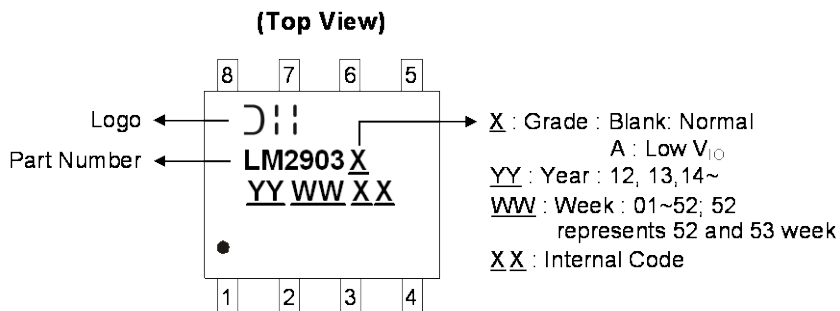 (Top View)
8 7 6 5
Logo
Part Number
LM2903 X
YY WW X X
X : Grade : Blank: Normal
A : Low VIO
YY : Year : 12, 13,14~
WW : Week : 01~52; 52
represents 52 and 53 week
X X : Internal Code
1 2 3 4